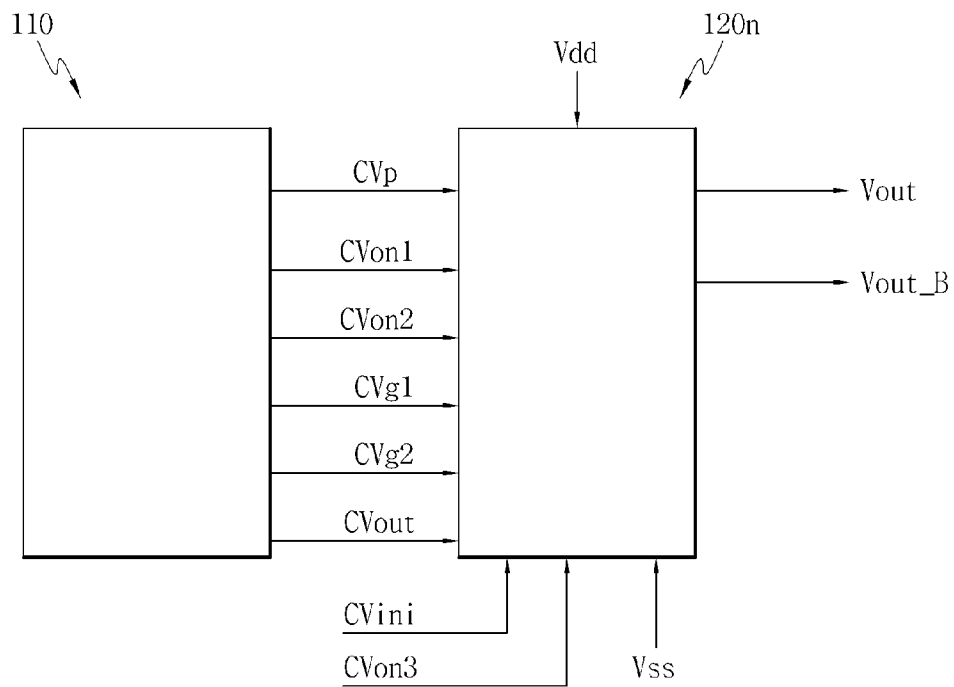 110
120n
Vdd
CVp
Vout
CVon1
Vout_B
CVon2
CVg1
CVg2
CVout
CVini
CVon3
Vss